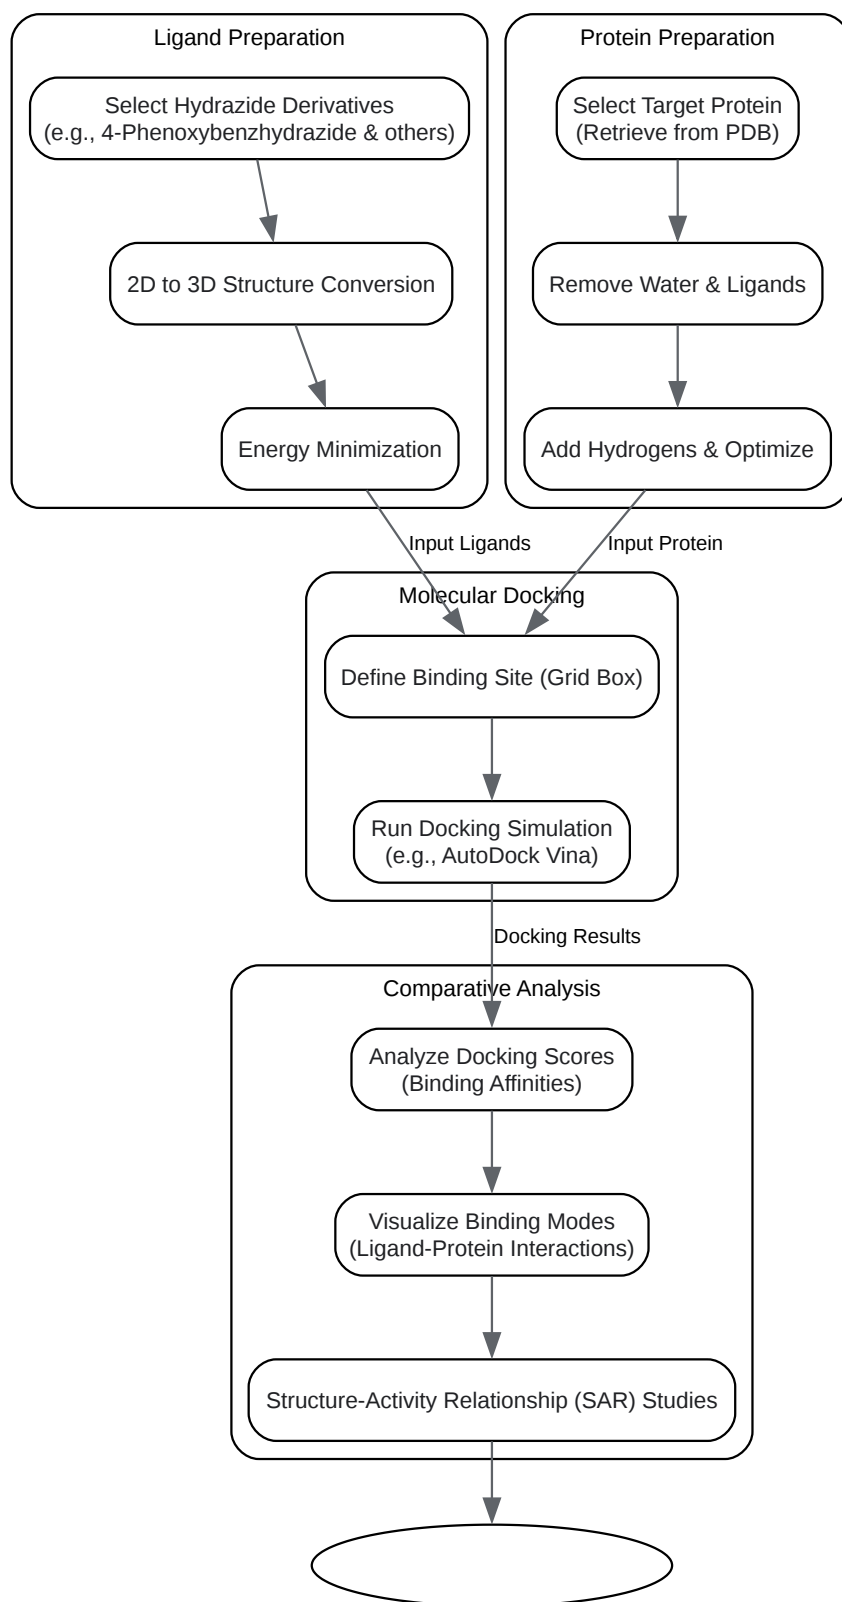 Ligand Preparation
Select Hydrazide Derivatives
(e.g., 4-Phenoxybenzhydrazide & others)
2D to 3D Structure Conversion
Energy Minimization
Protein Preparation
Select Target Protein
(Retrieve from PDB)
Remove Water & Ligands
Add Hydrogens & Optimize
Input Ligands
Input Protein
Molecular Docking
Define Binding Site (Grid Box)
Run Docking Simulation
(e.g., AutoDock Vina)
Docking Results
Comparative Analysis
Analyze Docking Scores
(Binding Affinities)
Visualize Binding Modes
(Ligand-Protein Interactions)
Structure-Activity Relationship (SAR) Studies